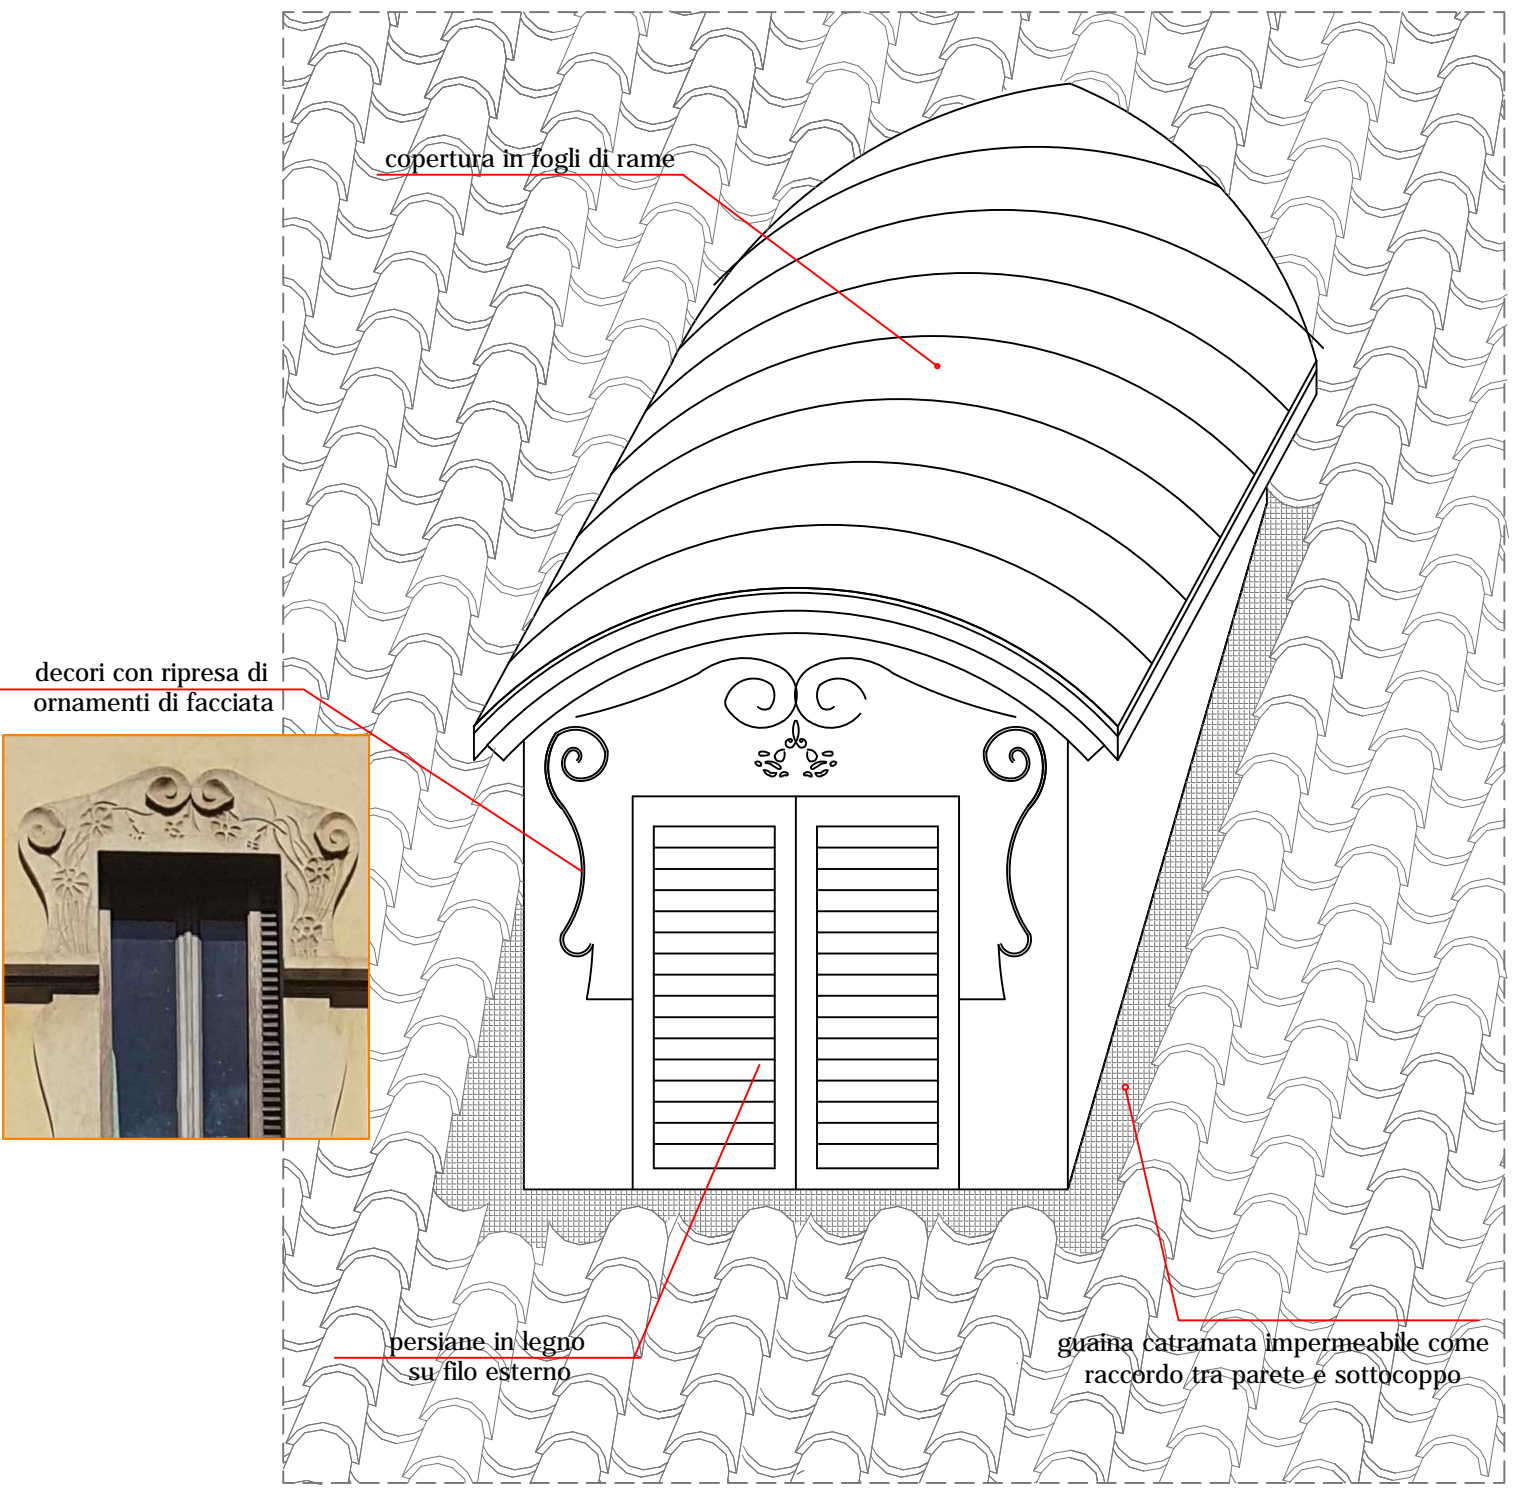 copertura in fogli di rame
decori con ripresa di
ornamenti di facciata
persiane in legno
su filo esterno
guaina catramata impermeabile come
raccordo tra parete e sottocoppo